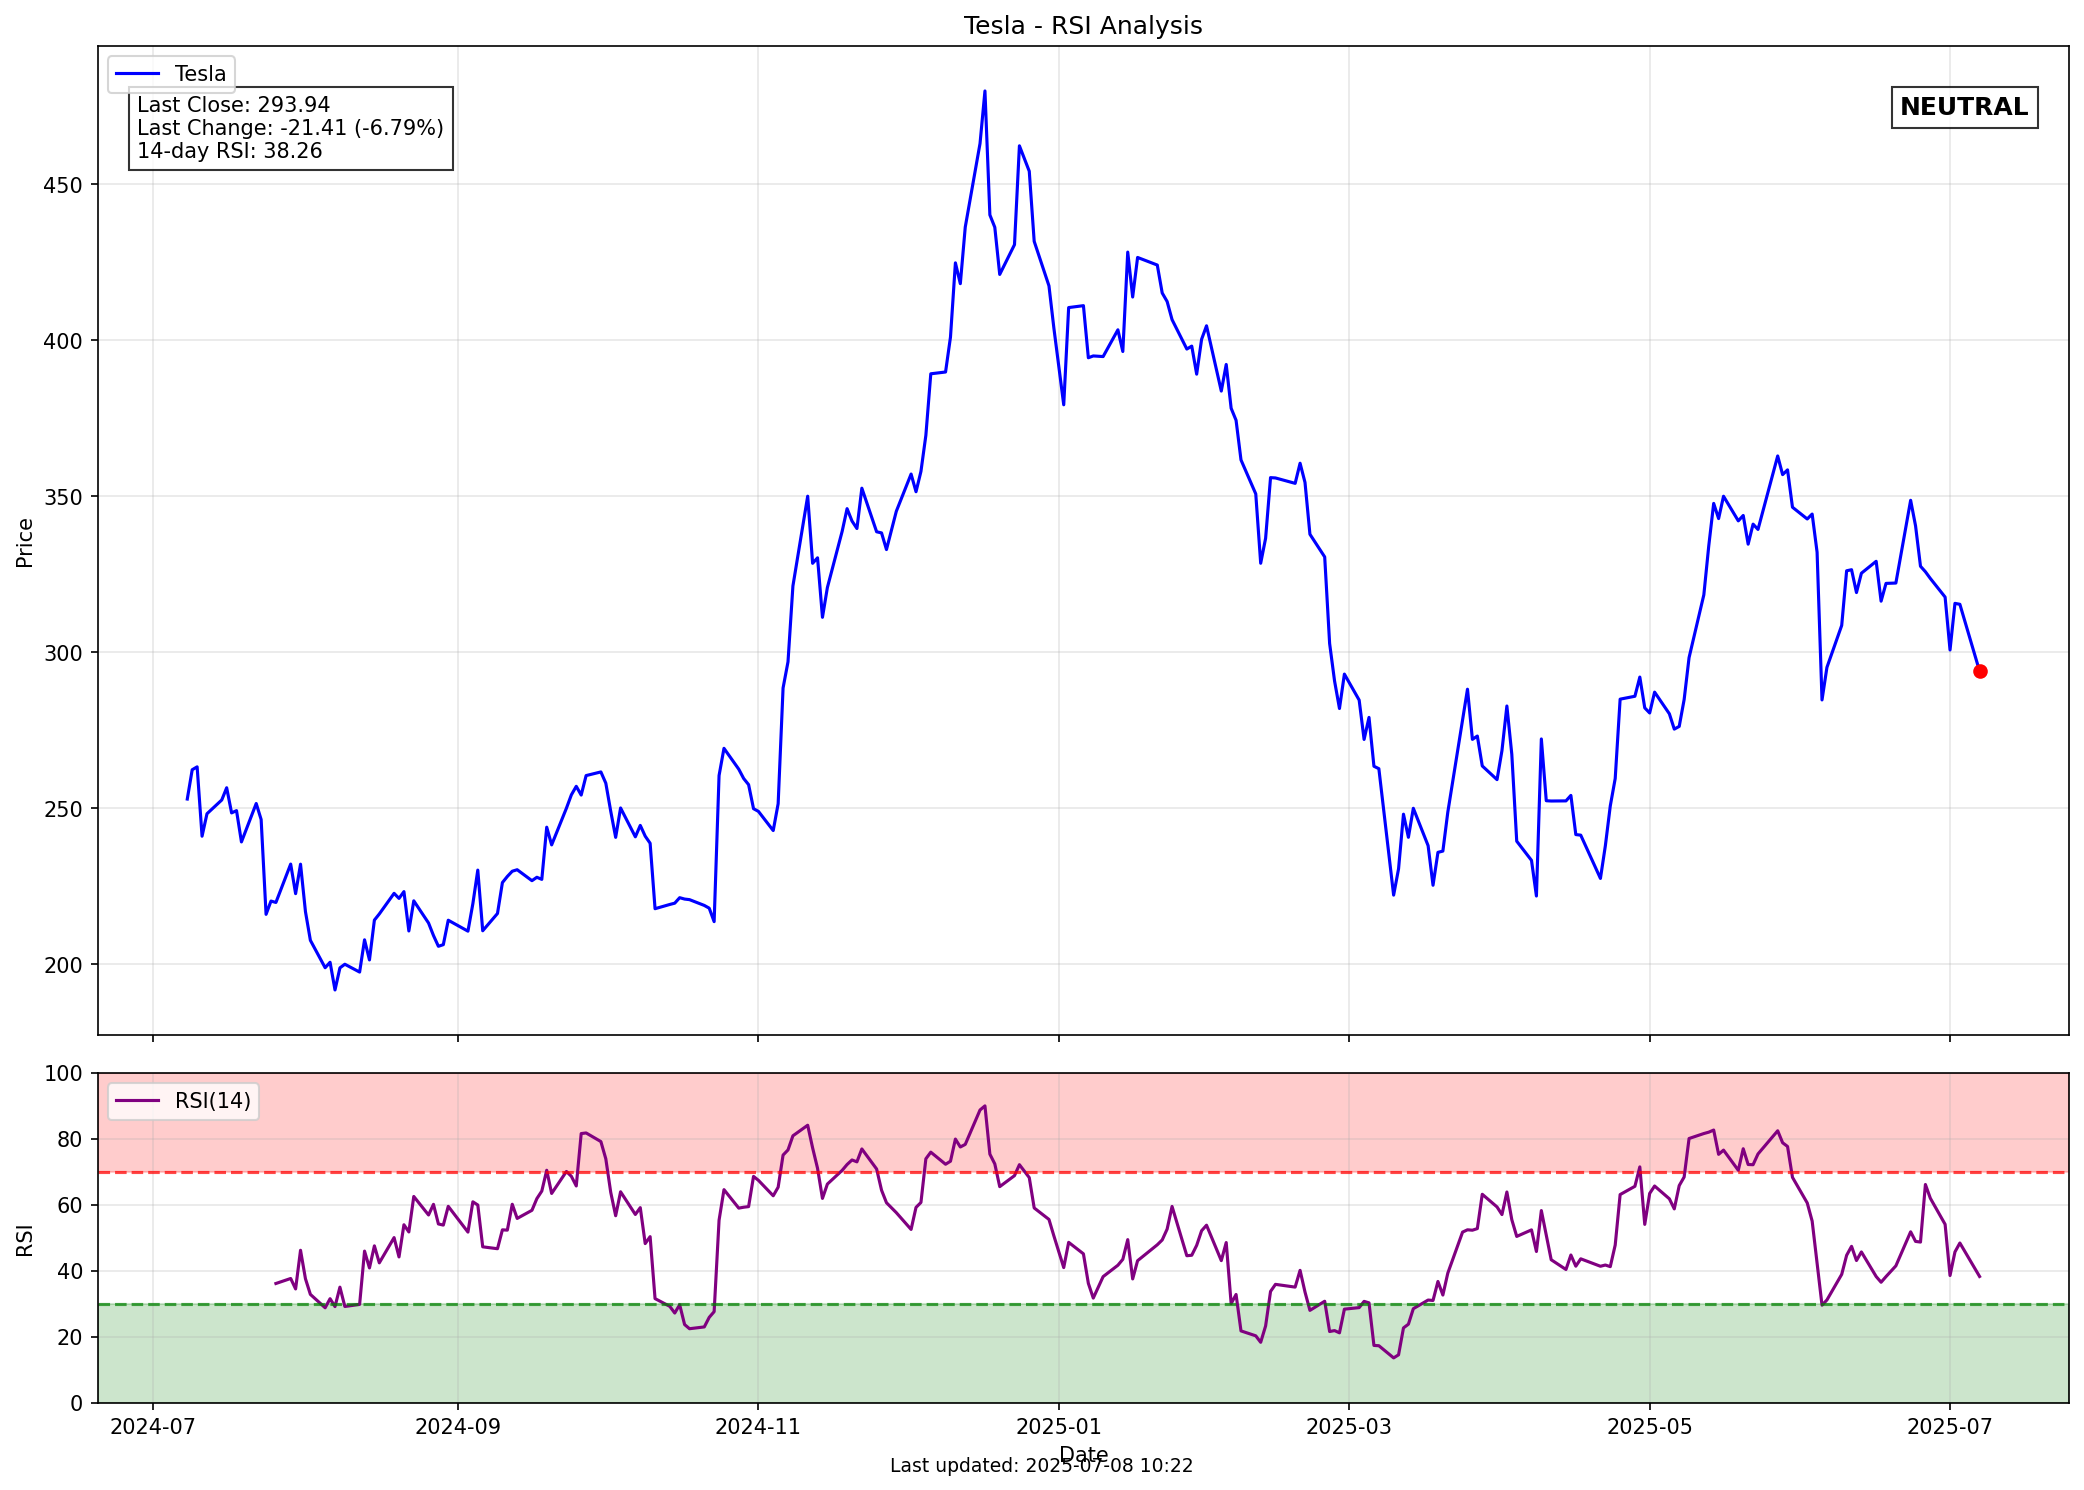 Tesla - RSI Analysis
Tesla
Last Close: 293.94
Last Change: -21.41 (-6.79%)
14-day RSI: 38.26
NEUTRAL
450
400
350
300
250
200
Price
100
80
60
40
20
0
RSI
RSI(14)
2024-07
2024-09
2024-11
2025-01
2025-03
2025-05
2025-07
Date
Last updated: 2025-07-08 10:22